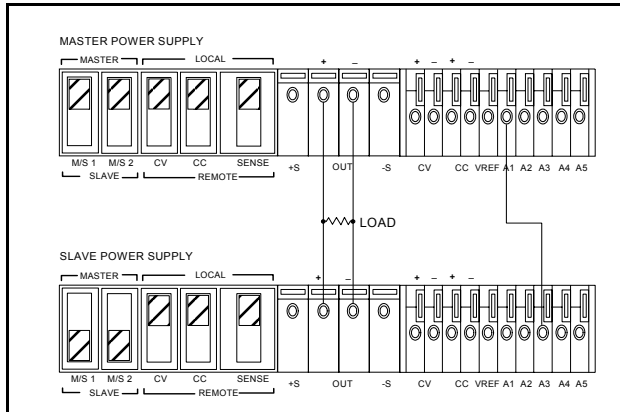 MASTER POWER SUPPLY
MASTER LOCAL
+ – + – + –
M/S 1 M/S 2 CV CC SENSE +S OUT -S CV CC VREF A1 A2 A3 A4 A5
SLAVE REMOTE
LOAD
SLAVE POWER SUPPLY
MASTER LOCAL
+ – + – + –
M/S 1 M/S 2 CV CC SENSE +S OUT -S CV CC VREF A1 A2 A3 A4 A5
SLAVE REMOTE